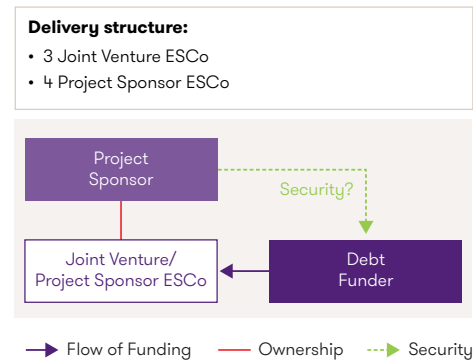 Delivery structure:
• 3 Joint Venture ESCo
• 4 Project Sponsor ESCo
Project
Sponsor
Security?
Joint Venture/
Project Sponsor ESCo
Debt
Funder
Flow of Funding
Ownership
Security